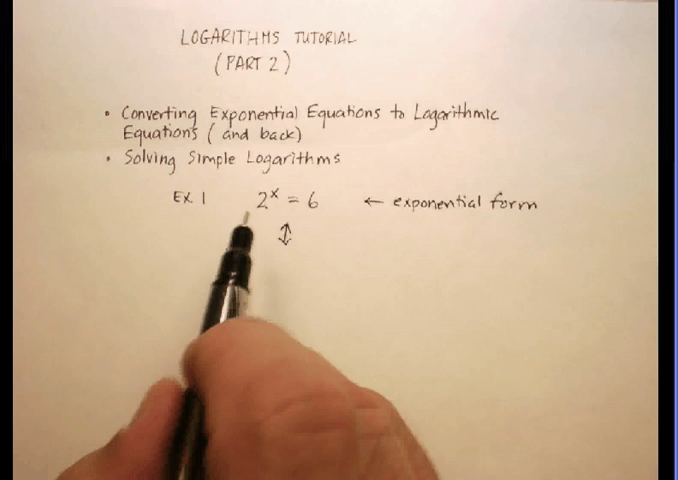 LOGARITHMS TUTORIAL
(PART 2)
• Converting Exponential Equations to Logarithmic
Equations (and back)
• Solving Simple Logarithms
EX 1 2ˣ = 6 ← exponential form
↕